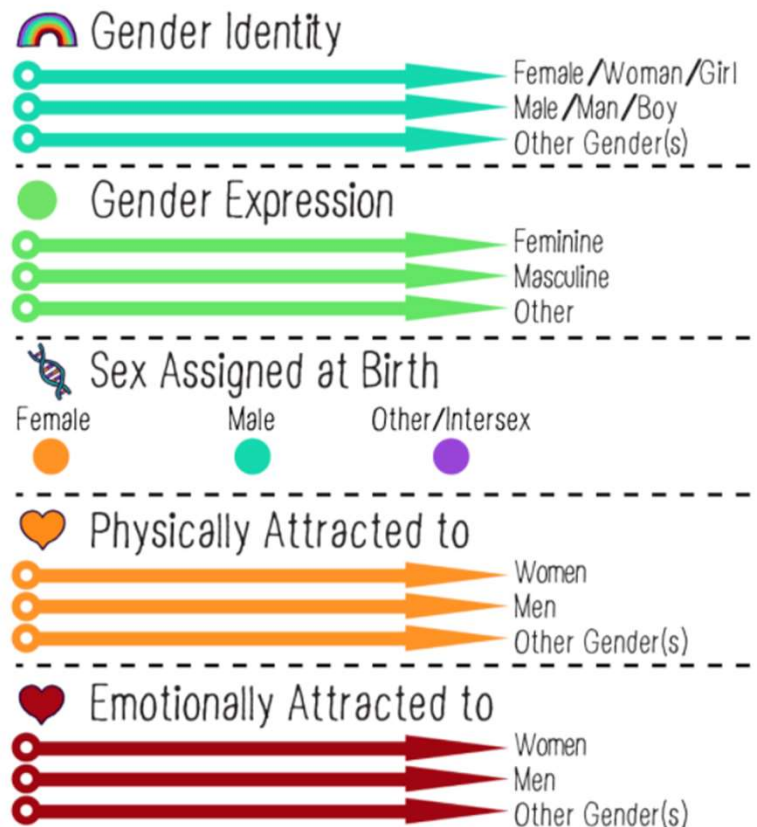 Gender Identity
Female/Woman/Girl
Male/Man/Boy
Other Gender(s)
Gender Expression
Feminine
Masculine
Other
Sex Assigned at Birth
Female Male Other/Intersex
Physically Attracted to
Women
Men
Other Gender(s)
Emotionally Attracted to
Women
Men
Other Gender(s)